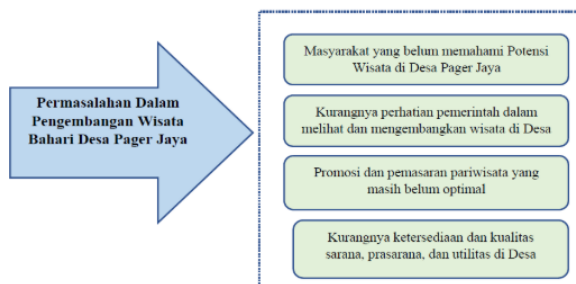 Permasalahan Dalam
Pengembangan Wisata
Bahari Desa Pager Jaya
Masyarakat yang belum memahami Potensi
Wisata di Desa Pager Jaya
Kurangnya perhatian pemerintah dalam
melihat dan mengembangkan wisata di Desa
Promosi dan pemasaran pariwisata yang
masih belum optimal
Kurangnya ketersediaan dan kualitas
sarana, prasarana, dan utilitas di Desa